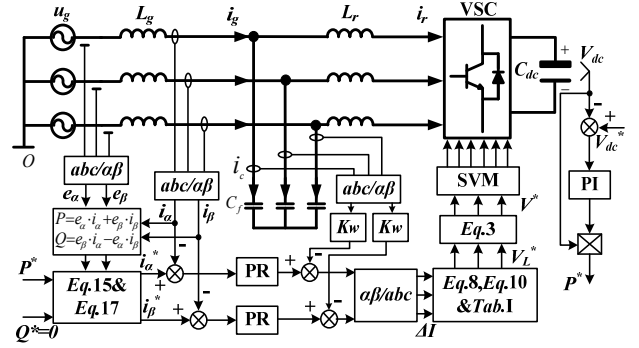 u_g L_g i_g L_r i_r VSC
C_dc + − V_dc
O
− + V_dc*
abc/αβ abc/αβ i_c abc/αβ
C_f
SVM PI
e_α e_β i_α i_β
Kw Kw
V*
P=e_α·i_α+e_β·i_β
Q=e_β·i_α−e_α·i_β
Eq.3
V_L*
P* i_α* − + PR + −
Eq.15& Eq.17
αβ/abc
Eq.8,Eq.10 &Tab.I
P*
Q*=0 i_β* + − PR + −
ΔI